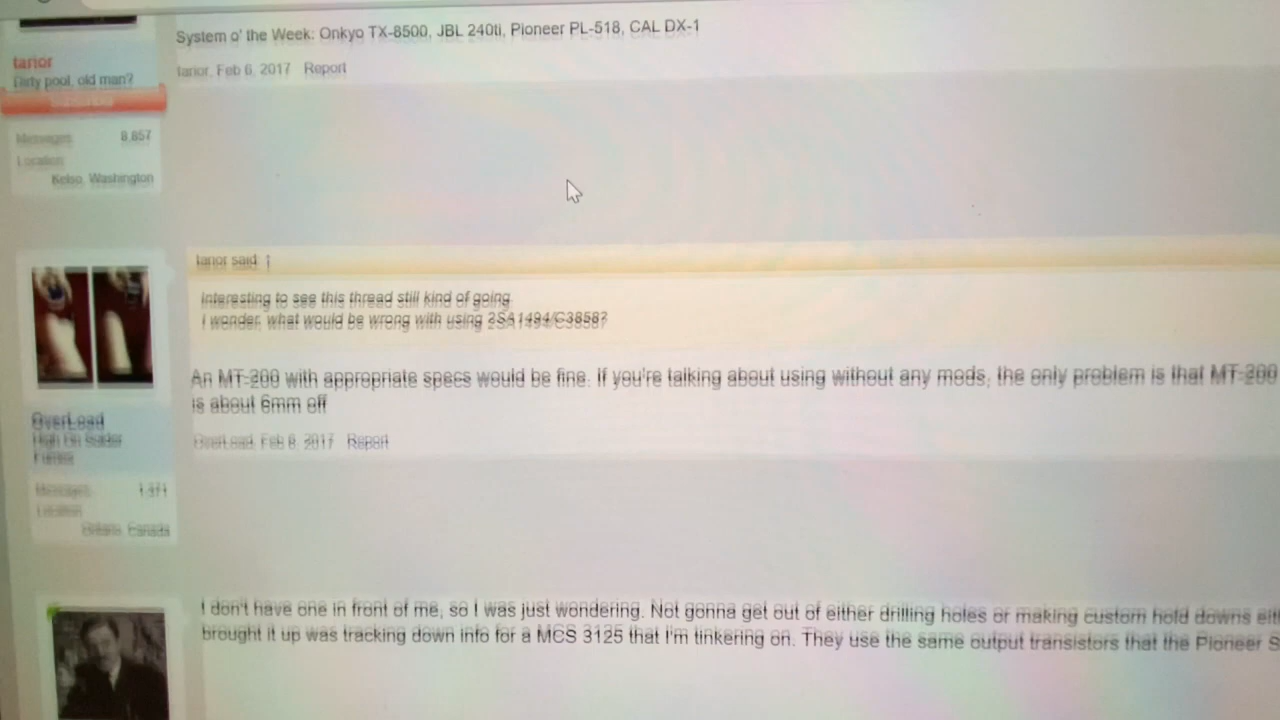 System o' the Week: Onkyo TX-8500, JBL 240ti, Pioneer PL-518, CAL DX-1
tarior
Dirty pool, old man?
tarior, Feb 6, 2017 Report
Messages 8,857
Location
Kelso, Washington
tarior said: ↑
Interesting to see this thread still kind of going.
I wonder, what would be wrong with using 2SA1494/C3858?
An MT-200 with appropriate specs would be fine. If you're talking about using without any mods, the only problem is that MT-200
is about 6mm off
OverLoad
High On Solder
OverLoad, Feb 8, 2017 Report
Messages 1,371
Location
Ontario, Canada
I don't have one in front of me, so I was just wondering. Not gonna get out of either drilling holes or making custom hold downs eit
brought it up was tracking down info for a MCS 3125 that I'm tinkering on. They use the same output transistors that the Pioneer S